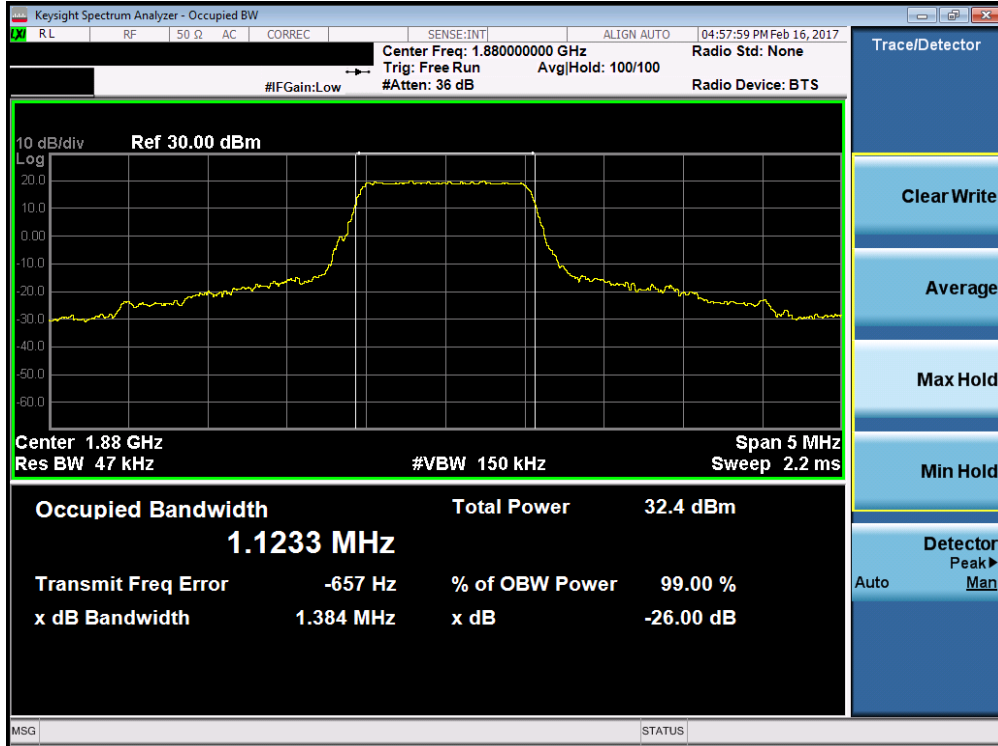 Keysight Spectrum Analyzer - Occupied BW
LXI RL RF 50 Ω AC CORREC SENSE:INT ALIGN AUTO 04:57:59 PM Feb 16, 2017
Center Freq: 1.880000000 GHz Radio Std: None
Trig: Free Run Avg|Hold: 100/100
#IFGain:Low #Atten: 36 dB Radio Device: BTS
10 dB/div Ref 30.00 dBm
Log
20.0
10.0
0.00
-10.0
-20.0
-30.0
-40.0
-50.0
-60.0
Center 1.88 GHz Span 5 MHz
Res BW 47 kHz #VBW 150 kHz Sweep 2.2 ms
Occupied Bandwidth Total Power 32.4 dBm
1.1233 MHz
Transmit Freq Error -657 Hz % of OBW Power 99.00 %
x dB Bandwidth 1.384 MHz x dB -26.00 dB
MSG STATUS
Trace/Detector
Clear Write
Average
Max Hold
Min Hold
Detector
Peak▶
Auto Man